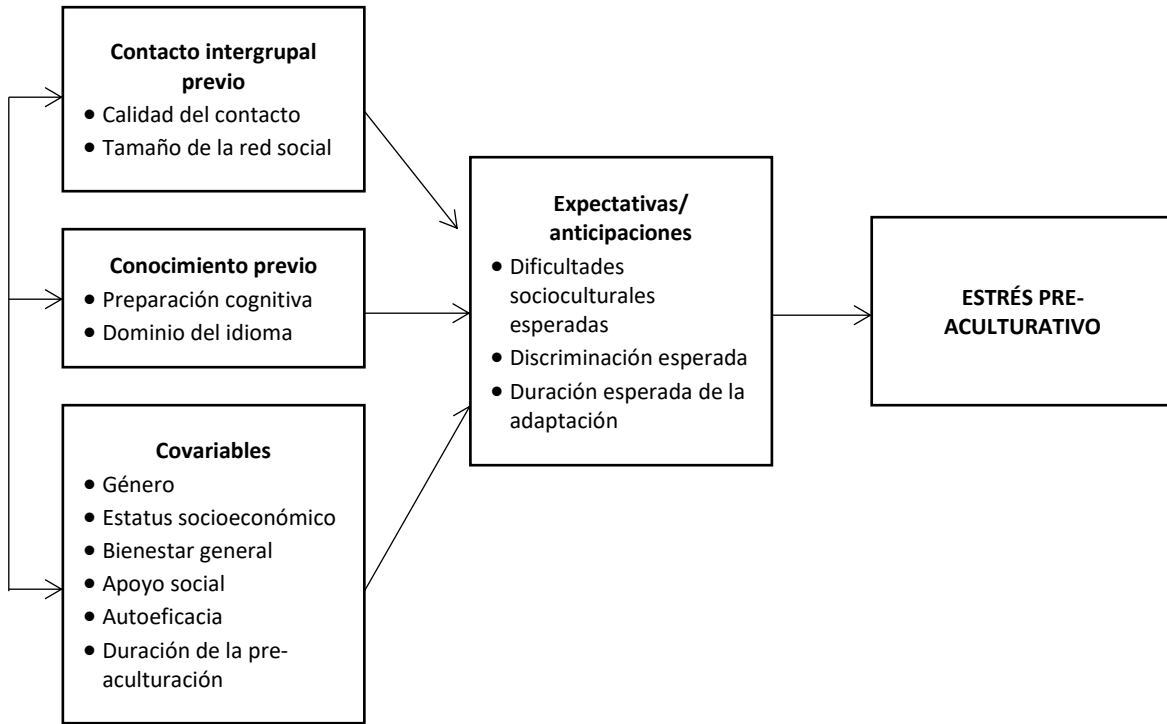 Contacto intergrupal
previo
• Calidad del contacto
• Tamaño de la red social
Conocimiento previo
• Preparación cognitiva
• Dominio del idioma
Covariables
• Género
• Estatus socioeconómico
• Bienestar general
• Apoyo social
• Autoeficacia
• Duración de la pre-
aculturación
Expectativas/
anticipaciones
• Dificultades
socioculturales
esperadas
• Discriminación esperada
• Duración esperada de la
adaptación
ESTRÉS PRE-
ACULTURATIVO